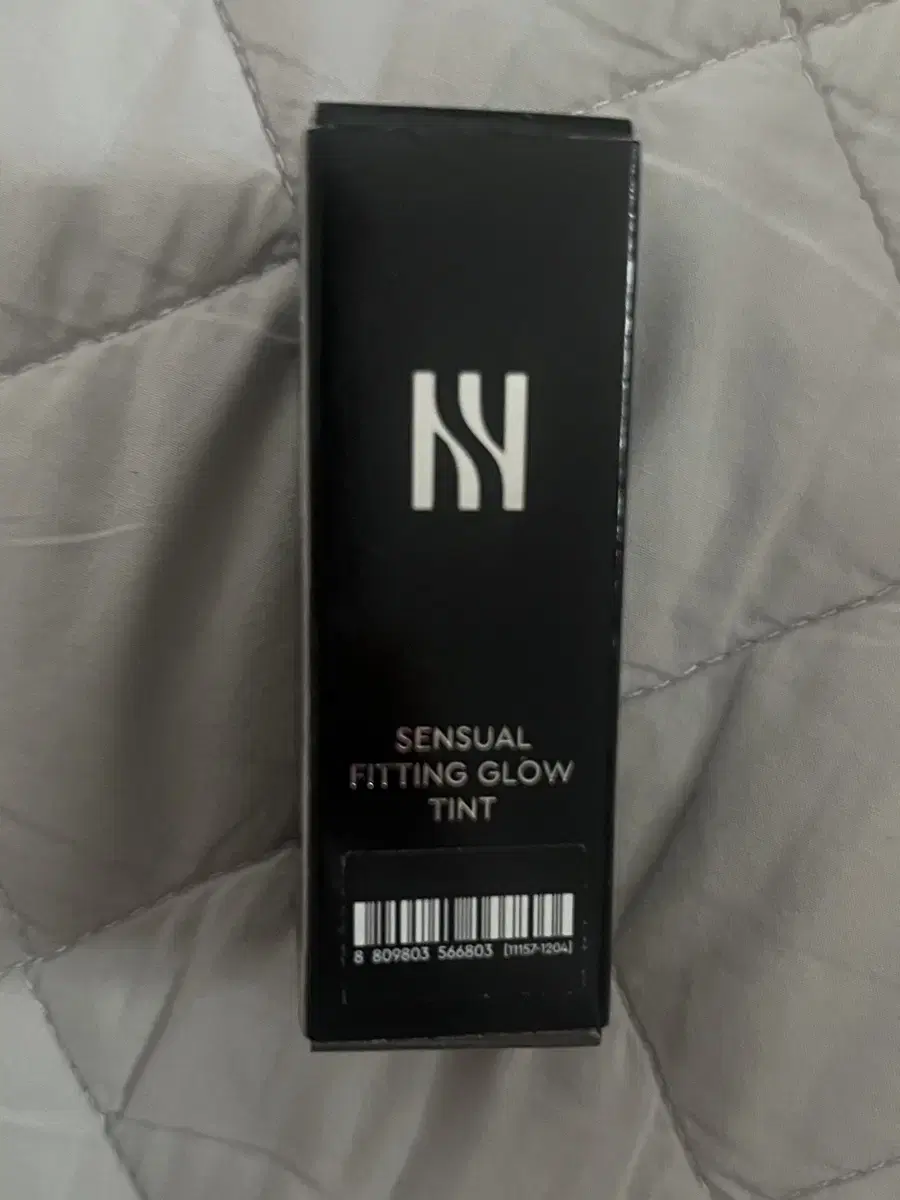 SENSUAL
FITTING GLOW
TINT
8 809803 566803 [11157-1204]